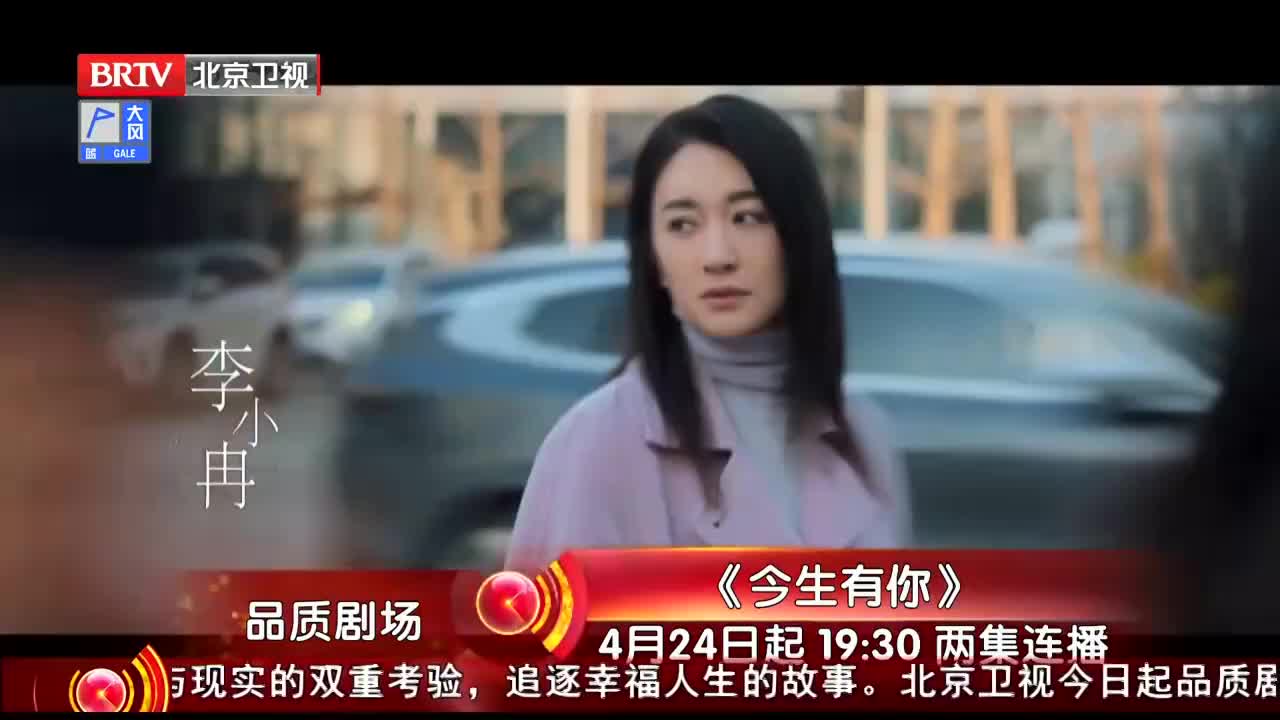 BRTV 北京卫视
大风
蓝 GALE
李小冉
品质剧场
《今生有你》
4月24日起 19:30 两集连播
与现实的双重考验，追逐幸福人生的故事。北京卫视今日起品质剧